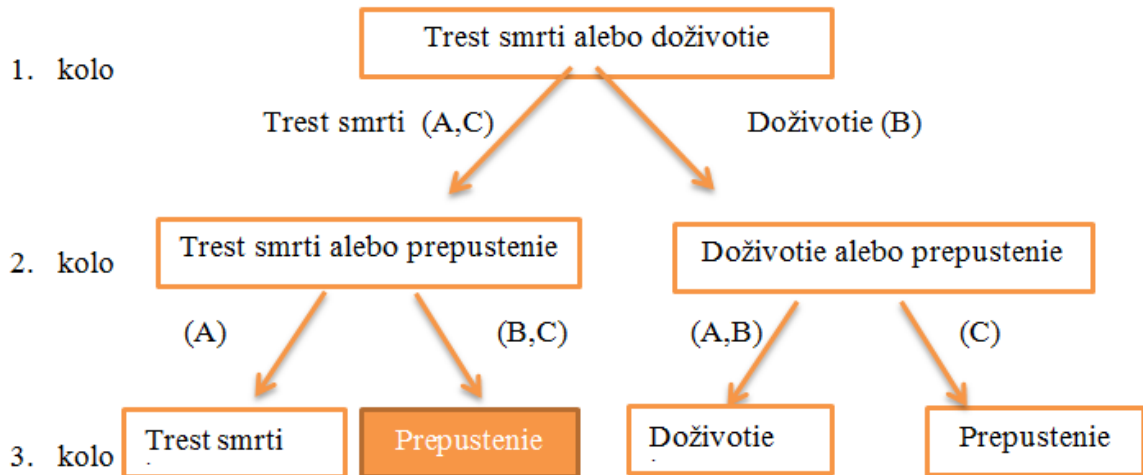 Trest smrti alebo doživotie
1. kolo
Trest smrti (A,C)
Doživotie (B)
Trest smrti alebo prepustenie
Doživotie alebo prepustenie
2. kolo
(A)
(B,C)
(A,B)
(C)
Trest smrti
Prepustenie
Doživotie
Prepustenie
3. kolo